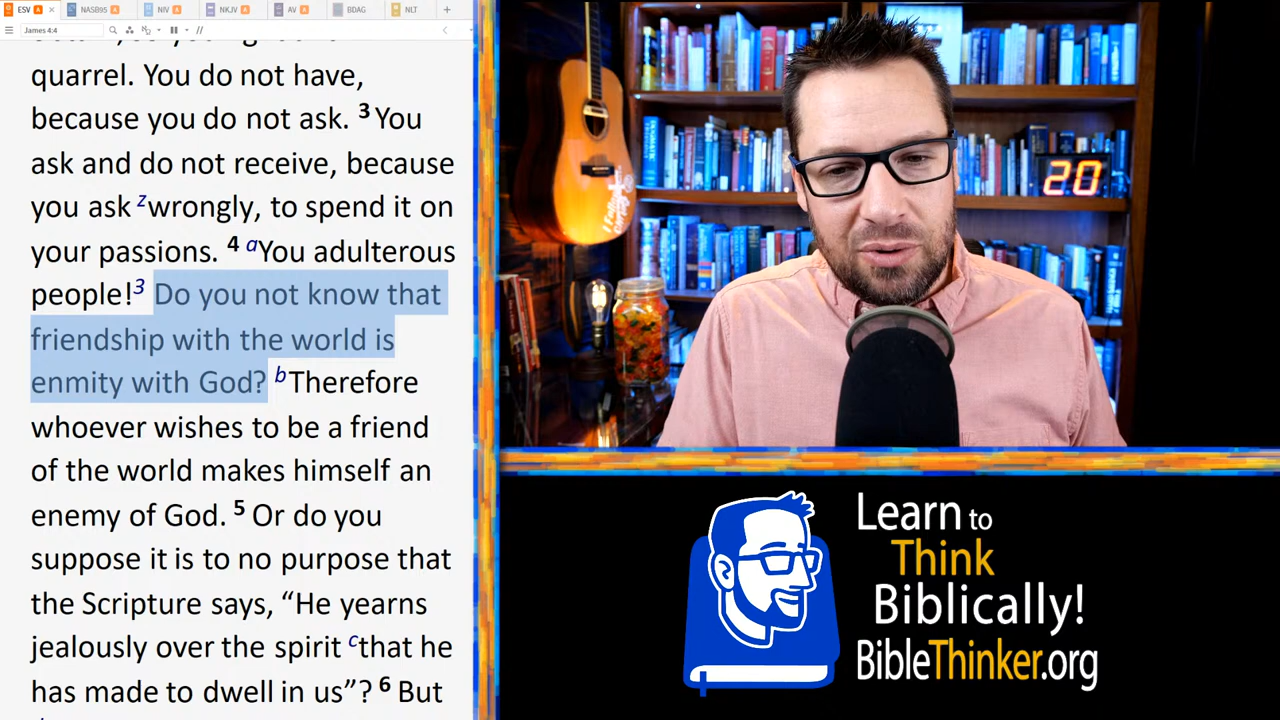 ESV A NASB95 A NIV A NKJV A AV A BDAG NLT
James 4:4
quarrel. You do not have,
because you do not ask. 3 You
ask and do not receive, because
you ask z wrongly, to spend it on
your passions. 4 a You adulterous
people!3 Do you not know that
friendship with the world is
enmity with God? b Therefore
whoever wishes to be a friend
of the world makes himself an
enemy of God. 5 Or do you
suppose it is to no purpose that
the Scripture says, “He yearns
jealously over the spirit c that he
has made to dwell in us”? 6 But
20
Learn to
Think
Biblically!
BibleThinker.org